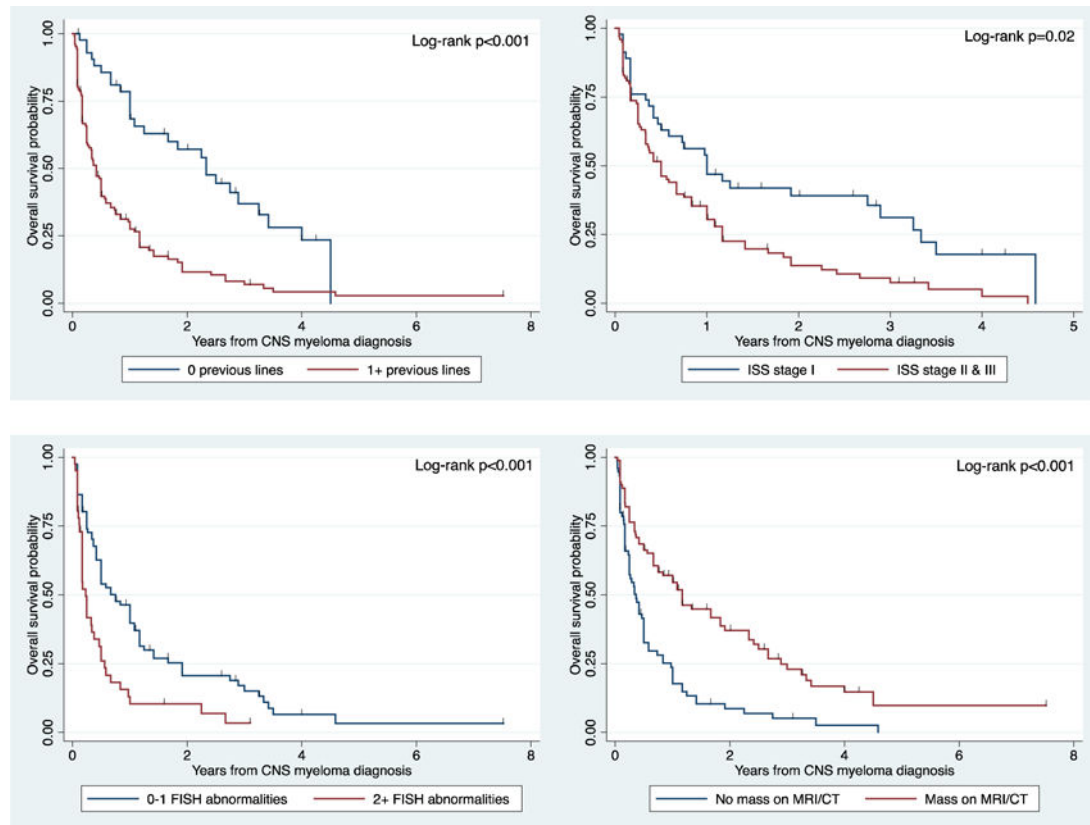 Log-rank p<0.001
Overall survival probability
1.00
0.75
0.50
0.25
0.00
0 2 4 6 8
Years from CNS myeloma diagnosis
0 previous lines 1+ previous lines
Log-rank p=0.02
Overall survival probability
1.00
0.75
0.50
0.25
0.00
0 1 2 3 4 5
Years from CNS myeloma diagnosis
ISS stage I ISS stage II & III
Log-rank p<0.001
Overall survival probability
1.00
0.75
0.50
0.25
0.00
0 2 4 6 8
Years from CNS myeloma diagnosis
0-1 FISH abnormalities 2+ FISH abnormalities
Log-rank p<0.001
Overall survival probability
1.00
0.75
0.50
0.25
0.00
0 2 4 6 8
Years from CNS myeloma diagnosis
No mass on MRI/CT Mass on MRI/CT